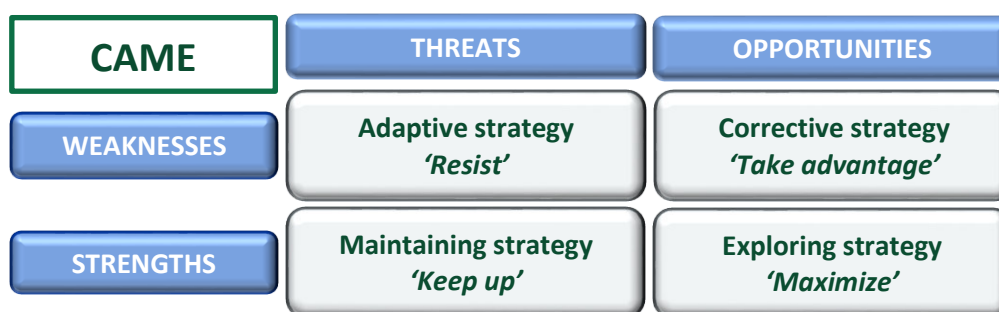 CAME
THREATS
OPPORTUNITIES
WEAKNESSES
Adaptive strategy
‘Resist’
Corrective strategy
‘Take advantage’
STRENGTHS
Maintaining strategy
‘Keep up’
Exploring strategy
‘Maximize’